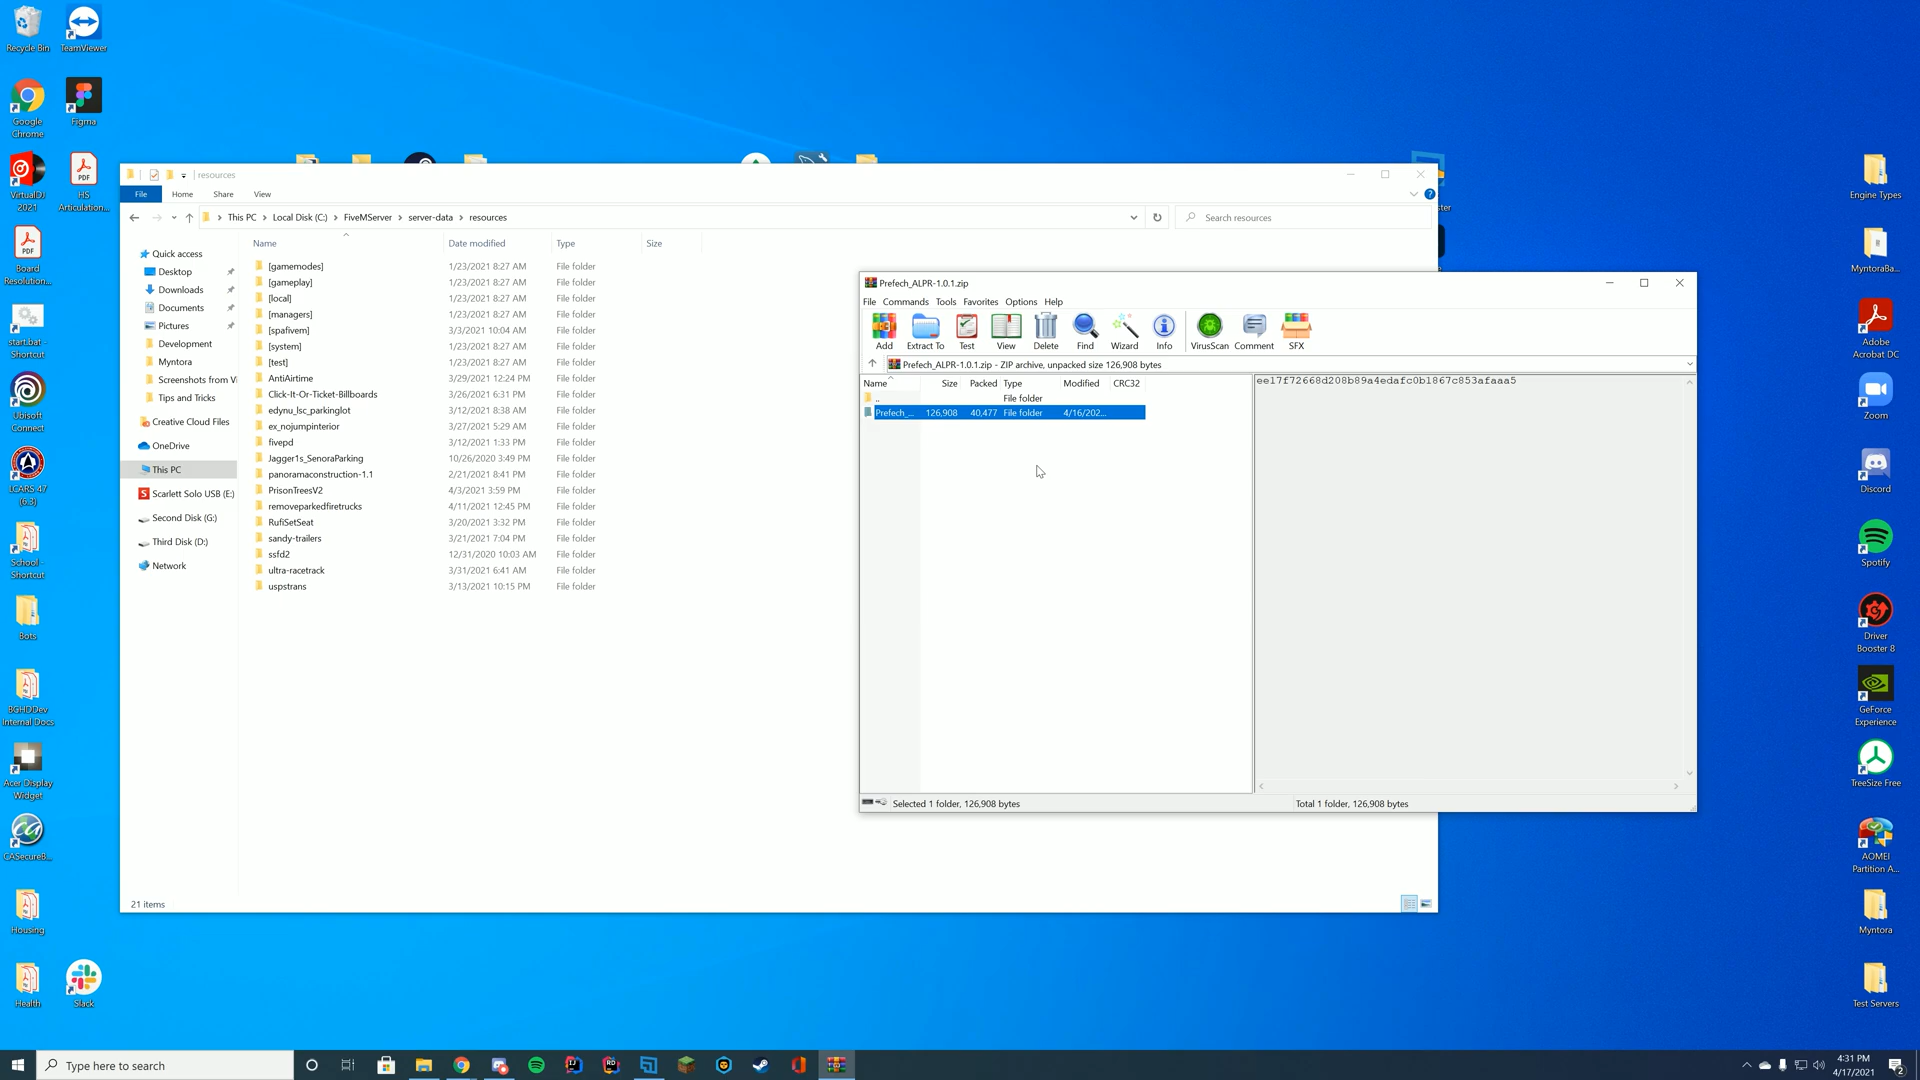 Recycle Bin
TeamViewer
Google Chrome
Figma
VirtualDJ 2021
HS Articulation...
Board Resolution...
start.bat - Shortcut
Ubisoft Connect
LCARS 47 (6.3)
School - Shortcut
Bots
BGHDDev Internal Docs
Acer Display Widget
CASecureB...
Housing
Health
Slack
resources
File
Home
Share
View
This PC > Local Disk (C:) > FiveMServer > server-data > resources
Search resources
Name
Date modified
Type
Size
Quick access
Desktop
Downloads
Documents
Pictures
Development
Myntora
Screenshots from Vi
Tips and Tricks
Creative Cloud Files
OneDrive
This PC
Scarlett Solo USB (E:)
Second Disk (G:)
Third Disk (D:)
Network
[gamemodes] 1/23/2021 8:27 AM File folder
[gameplay] 1/23/2021 8:27 AM File folder
[local] 1/23/2021 8:27 AM File folder
[managers] 1/23/2021 8:27 AM File folder
[spafivem] 3/3/2021 10:04 AM File folder
[system] 1/23/2021 8:27 AM File folder
[test] 1/23/2021 8:27 AM File folder
AntiAirtime 3/29/2021 12:24 PM File folder
Click-It-Or-Ticket-Billboards 3/26/2021 6:31 PM File folder
edynu_lsc_parkinglot 3/12/2021 8:38 AM File folder
ex_nojumpinterior 3/27/2021 5:29 AM File folder
fivepd 3/12/2021 1:33 PM File folder
Jagger1s_SenoraParking 10/26/2020 3:49 PM File folder
panoramaconstruction-1.1 2/21/2021 8:41 PM File folder
PrisonTreesV2 4/3/2021 3:59 PM File folder
removeparkedfiretrucks 4/11/2021 12:45 PM File folder
RufiSetSeat 3/20/2021 3:32 PM File folder
sandy-trailers 3/21/2021 7:04 PM File folder
ssfd2 12/31/2020 10:03 AM File folder
ultra-racetrack 3/31/2021 6:41 AM File folder
uspstrans 3/13/2021 10:15 PM File folder
21 items
Prefech_ALPR-1.0.1.zip
File Commands Tools Favorites Options Help
Add
Extract To
Test
View
Delete
Find
Wizard
Info
VirusScan
Comment
SFX
Prefech_ALPR-1.0.1.zip - ZIP archive, unpacked size 126,908 bytes
Name Size Packed Type Modified CRC32
.. File folder
Prefech_... 126,908 40,477 File folder 4/16/202...
ee17f72668d208b89a4edafc0b1867c853afaaa5
Selected 1 folder, 126,908 bytes
Total 1 folder, 126,908 bytes
Engine Types
MyntoraBa...
Adobe Acrobat DC
Zoom
Discord
Spotify
Driver Booster 8
GeForce Experience
TreeSize Free
AOMEI Partition A...
Myntora
Test Servers
Type here to search
4:31 PM
4/17/2021
2